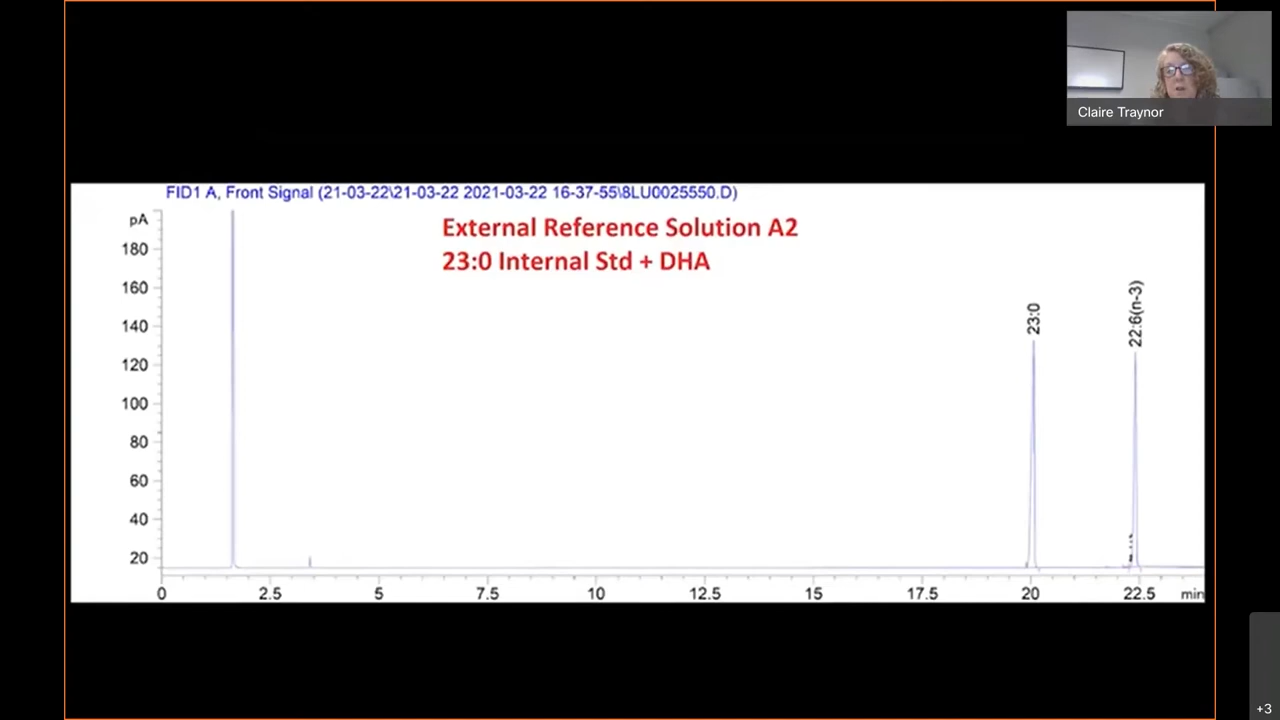 Claire Traynor
FID1 A, Front Signal (21-03-22\21-03-22 2021-03-22 16-37-55\8LU0025550.D)
pA
External Reference Solution A2
23:0 Internal Std + DHA
180
160
140
120
100
80
60
40
20
23:0
22:6(n-3)
0 2.5 5 7.5 10 12.5 15 17.5 20 22.5 min
+3